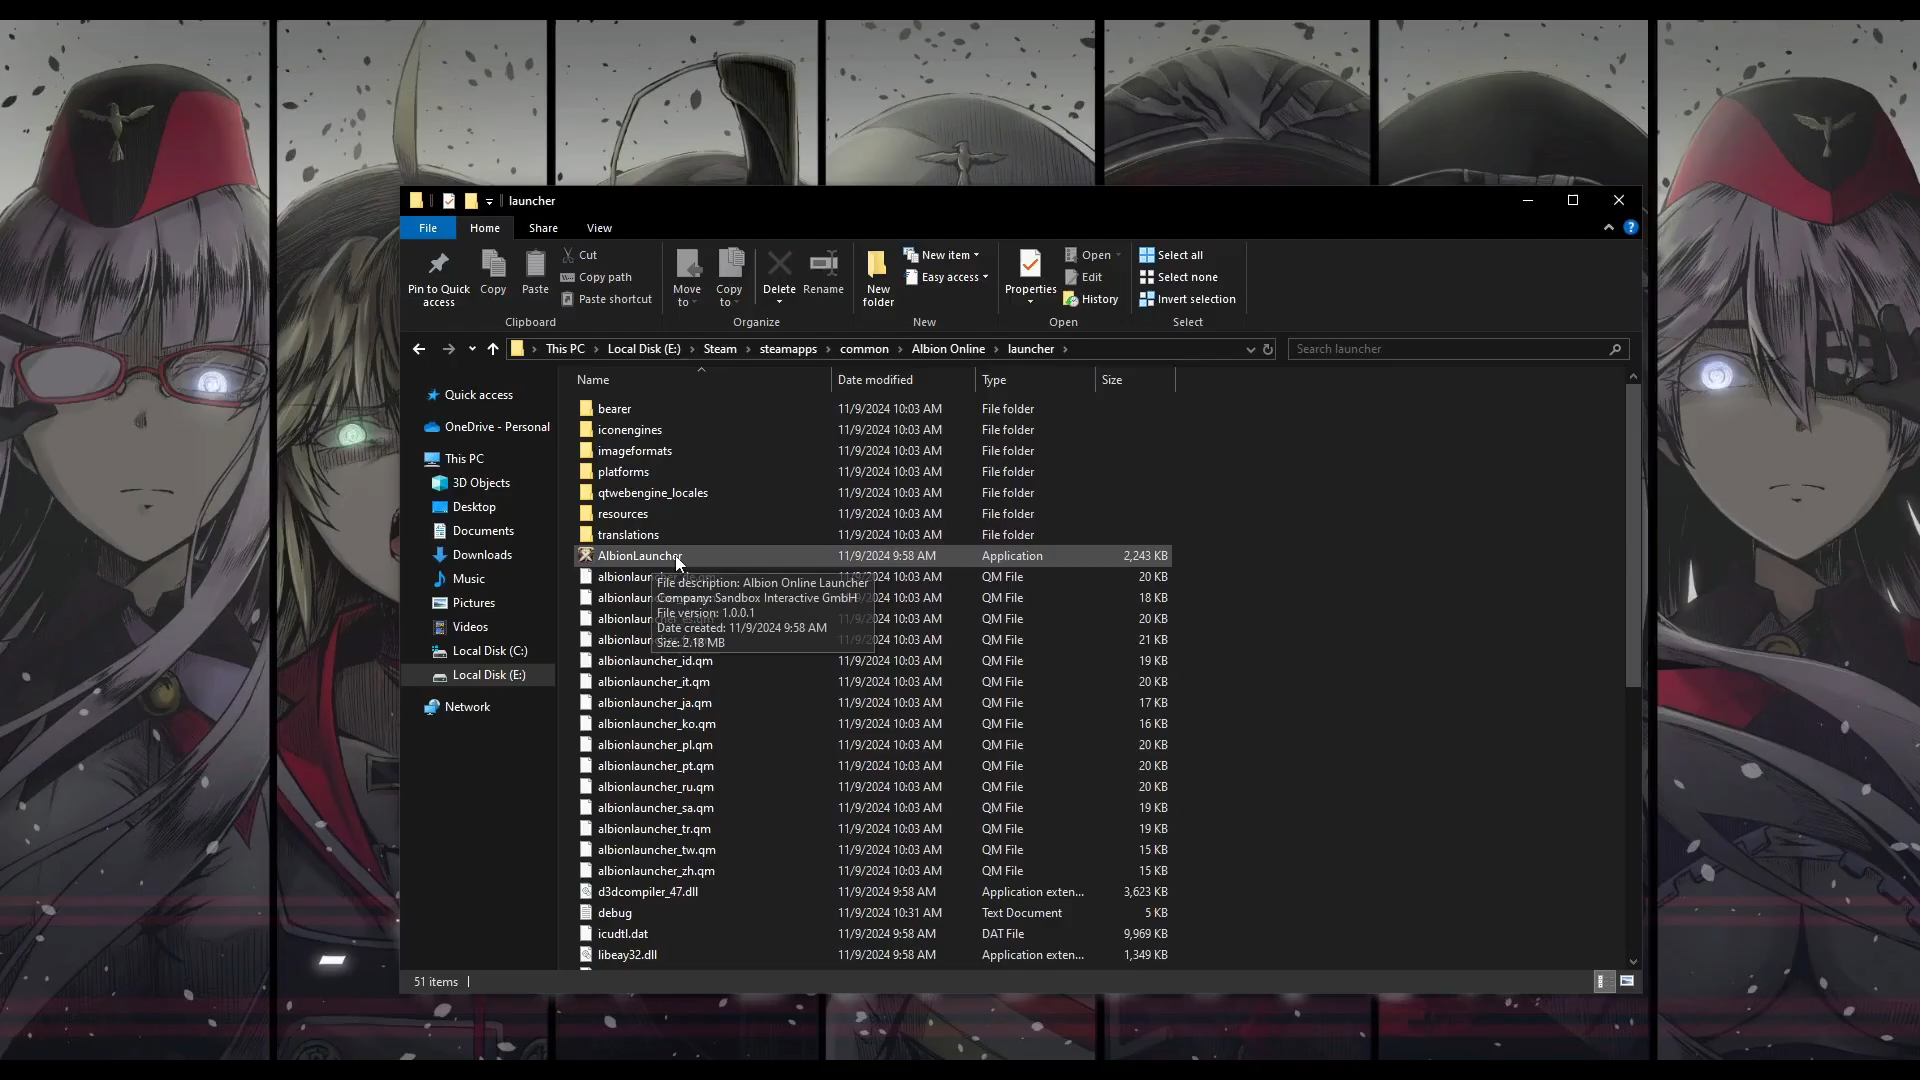 launcher
File Home Share View
Pin to Quick access
Copy
Paste
Cut
Copy path
Paste shortcut
Clipboard
Move to
Copy to
Delete
Rename
Organize
New folder
New item
Easy access
New
Properties
Open
Edit
History
Open
Select all
Select none
Invert selection
Select
This PC > Local Disk (E:) > Steam > steamapps > common > Albion Online > launcher >
Search launcher
Quick access
OneDrive - Personal
This PC
3D Objects
Desktop
Documents
Downloads
Music
Pictures
Videos
Local Disk (C:)
Local Disk (E:)
Network
Name Date modified Type Size
bearer 11/9/2024 10:03 AM File folder
iconengines 11/9/2024 10:03 AM File folder
imageformats 11/9/2024 10:03 AM File folder
platforms 11/9/2024 10:03 AM File folder
qtwebengine_locales 11/9/2024 10:03 AM File folder
resources 11/9/2024 10:03 AM File folder
translations 11/9/2024 10:03 AM File folder
AlbionLauncher 11/9/2024 9:58 AM Application 2,243 KB
10:03 AM QM File 20 KB
10:03 AM QM File 18 KB
10:03 AM QM File 20 KB
10:03 AM QM File 21 KB
File description: Albion Online Launcher
Company: Sandbox Interactive GmbH
File version: 1.0.0.1
Date created: 11/9/2024 9:58 AM
Size: 2.18 MB
albionlauncher_id.qm 11/9/2024 10:03 AM QM File 19 KB
albionlauncher_it.qm 11/9/2024 10:03 AM QM File 20 KB
albionlauncher_ja.qm 11/9/2024 10:03 AM QM File 17 KB
albionlauncher_ko.qm 11/9/2024 10:03 AM QM File 16 KB
albionlauncher_pl.qm 11/9/2024 10:03 AM QM File 20 KB
albionlauncher_pt.qm 11/9/2024 10:03 AM QM File 20 KB
albionlauncher_ru.qm 11/9/2024 10:03 AM QM File 20 KB
albionlauncher_sa.qm 11/9/2024 10:03 AM QM File 19 KB
albionlauncher_tr.qm 11/9/2024 10:03 AM QM File 19 KB
albionlauncher_tw.qm 11/9/2024 10:03 AM QM File 15 KB
albionlauncher_zh.qm 11/9/2024 10:03 AM QM File 15 KB
d3dcompiler_47.dll 11/9/2024 9:58 AM Application exten... 3,623 KB
debug 11/9/2024 10:31 AM Text Document 5 KB
icudtl.dat 11/9/2024 9:58 AM DAT File 9,969 KB
libeay32.dll 11/9/2024 9:58 AM Application exten... 1,349 KB
51 items